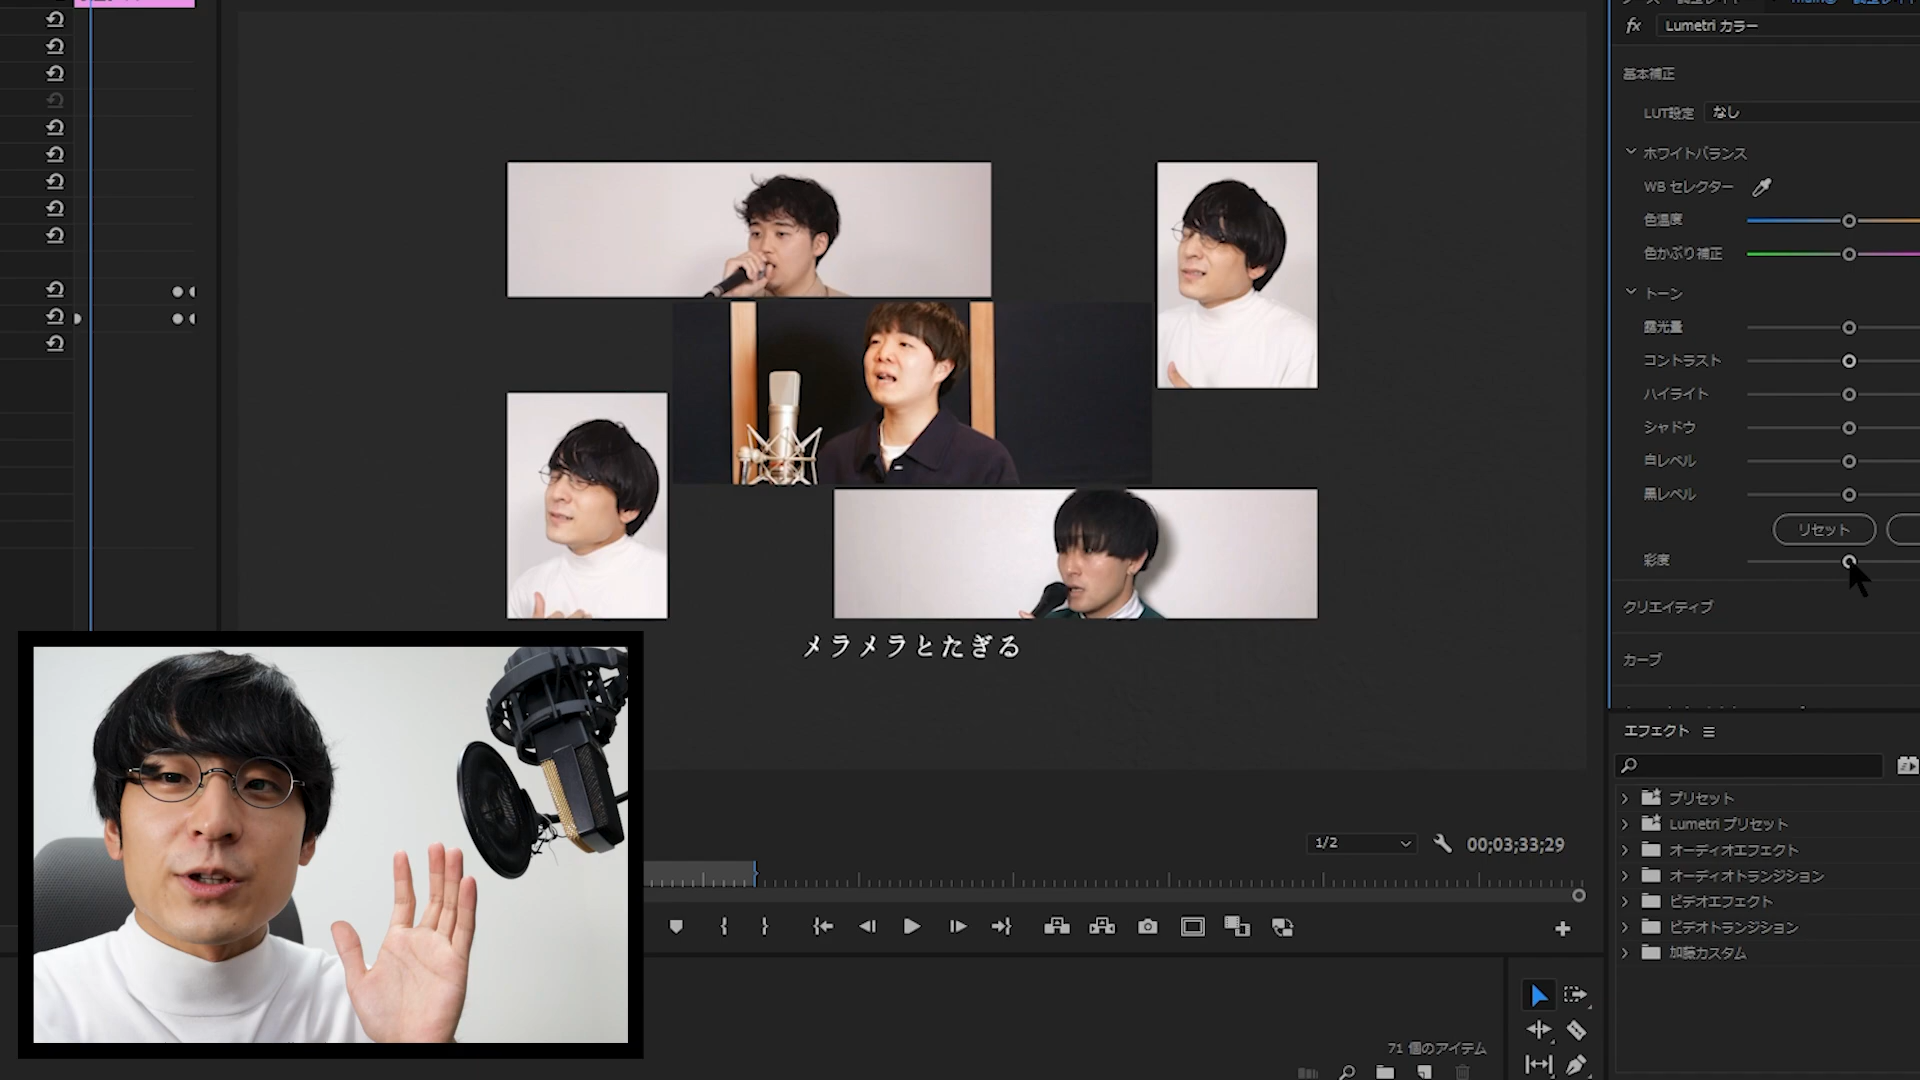 Lumetri カラー
基本補正
LUT設定 なし
ホワイトバランス
WB セレクター
色温度
色かぶり補正
トーン
露光量
コントラスト
ハイライト
シャドウ
白レベル
黒レベル
リセット
彩度
クリエイティブ
カーブ
メラメラとたぎる
1/2
00;03;33;29
エフェクト
プリセット
Lumetri プリセット
オーディオエフェクト
オーディオトランジション
ビデオエフェクト
ビデオトランジション
加藤カスタム
71 個のアイテム